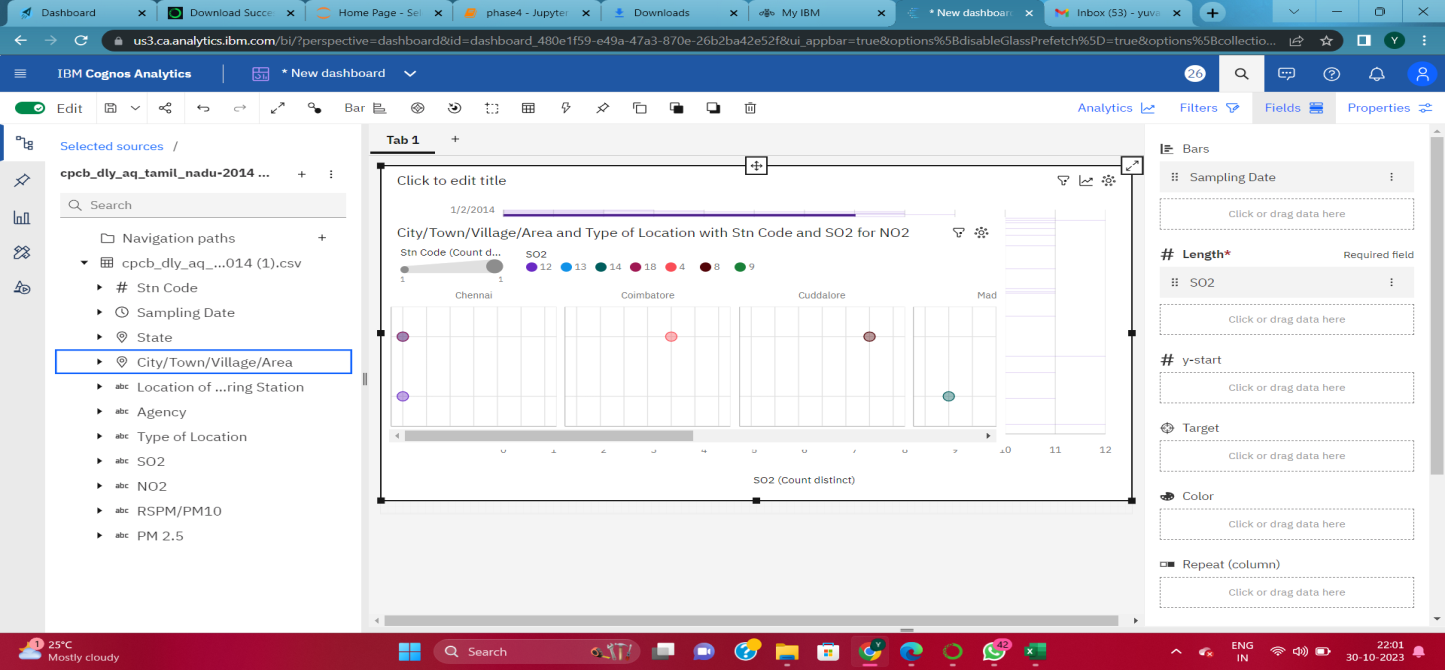 Dashboard
Download Succe
Home Page - Sel
phase4 - Jupyter
Downloads
My IBM
* New dashboar
Inbox (53) - yuva
us3.ca.analytics.ibm.com/bi/?perspective=dashboard&id=dashboard_480e1f59-e49a-47a3-870e-26b2ba42e52f&ui_appbar=true&options%5BdisableGlassPrefetch%5D=true&options%5Bcollectio...
Y
IBM Cognos Analytics
* New dashboard
26
Edit
Bar
Analytics
Filters
Fields
Properties
Selected sources /
cpcb_dly_aq_tamil_nadu-2014 ...
Search
Navigation paths
cpcb_dly_aq_...014 (1).csv
# Stn Code
Sampling Date
State
City/Town/Village/Area
abc Location of ...ring Station
abc Agency
abc Type of Location
abc SO2
abc NO2
abc RSPM/PM10
abc PM 2.5
Tab 1
Click to edit title
1/2/2014
City/Town/Village/Area and Type of Location with Stn Code and SO2 for NO2
Stn Code (Count d...
1 1
SO2
12 13 14 18 4 8 9
Chennai Coimbatore Cuddalore Mad
0 1 2 3 4 5 6 7 8 9 10 11 12
SO2 (Count distinct)
Bars
Sampling Date
Click or drag data here
# Length* Required field
SO2
Click or drag data here
# y-start
Click or drag data here
Target
Click or drag data here
Color
Click or drag data here
Repeat (column)
Click or drag data here
1
25°C
Mostly cloudy
Search
Y
42
ENG
IN
22:01
30-10-2023